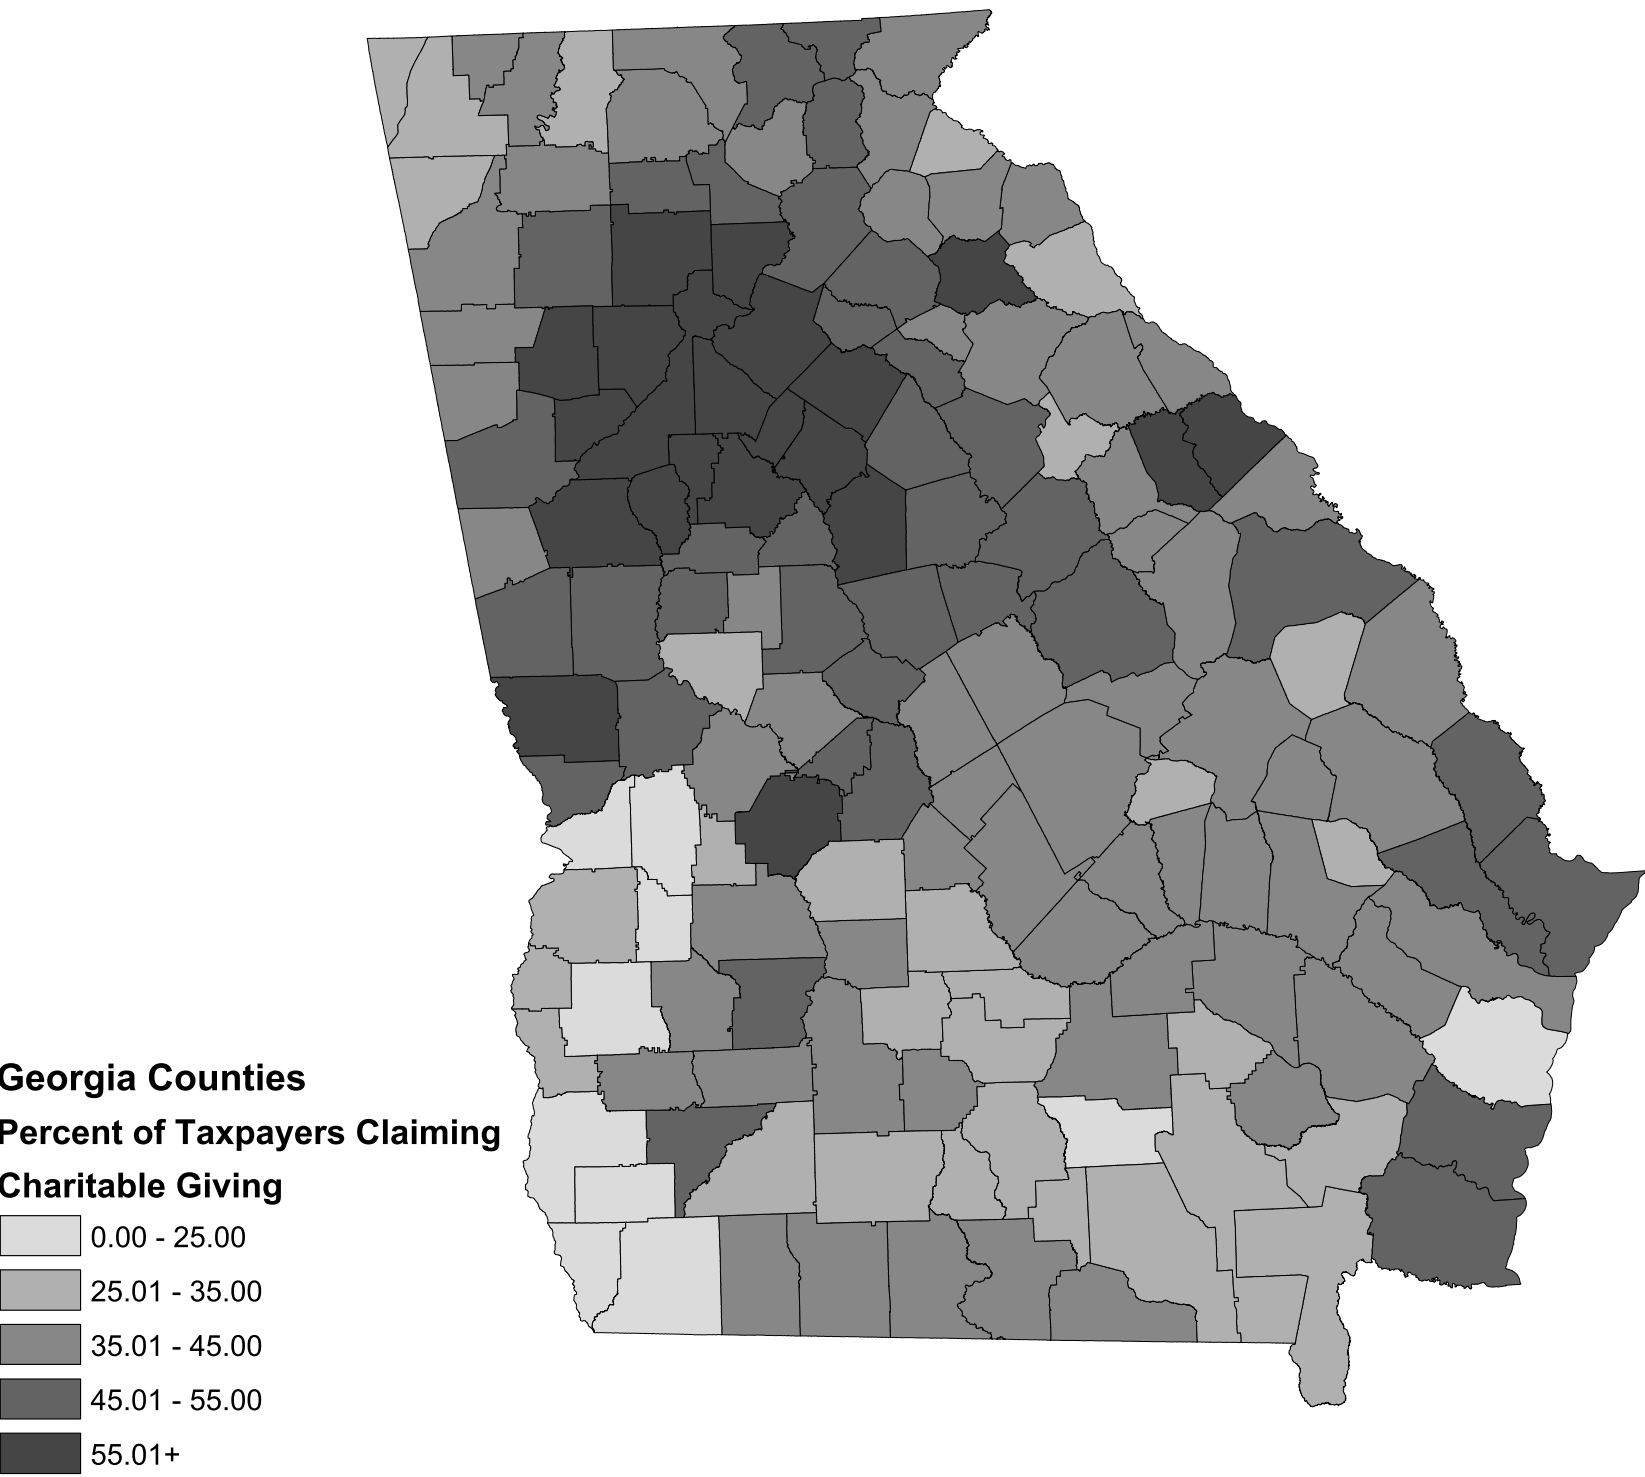 Georgia Counties
Percent of Taxpayers Claiming
Charitable Giving
0.00 - 25.00
25.01 - 35.00
35.01 - 45.00
45.01 - 55.00
55.01+